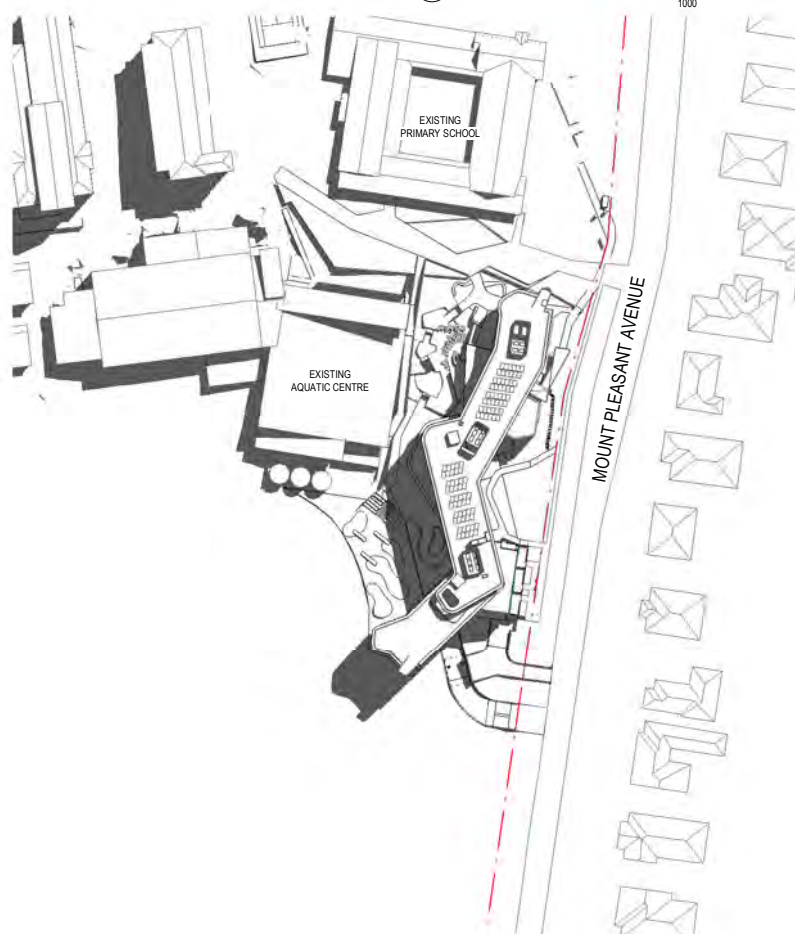 1000
EXISTING
PRIMARY SCHOOL
MOUNT PLEASANT AVENUE
EXISTING
AQUATIC CENTRE